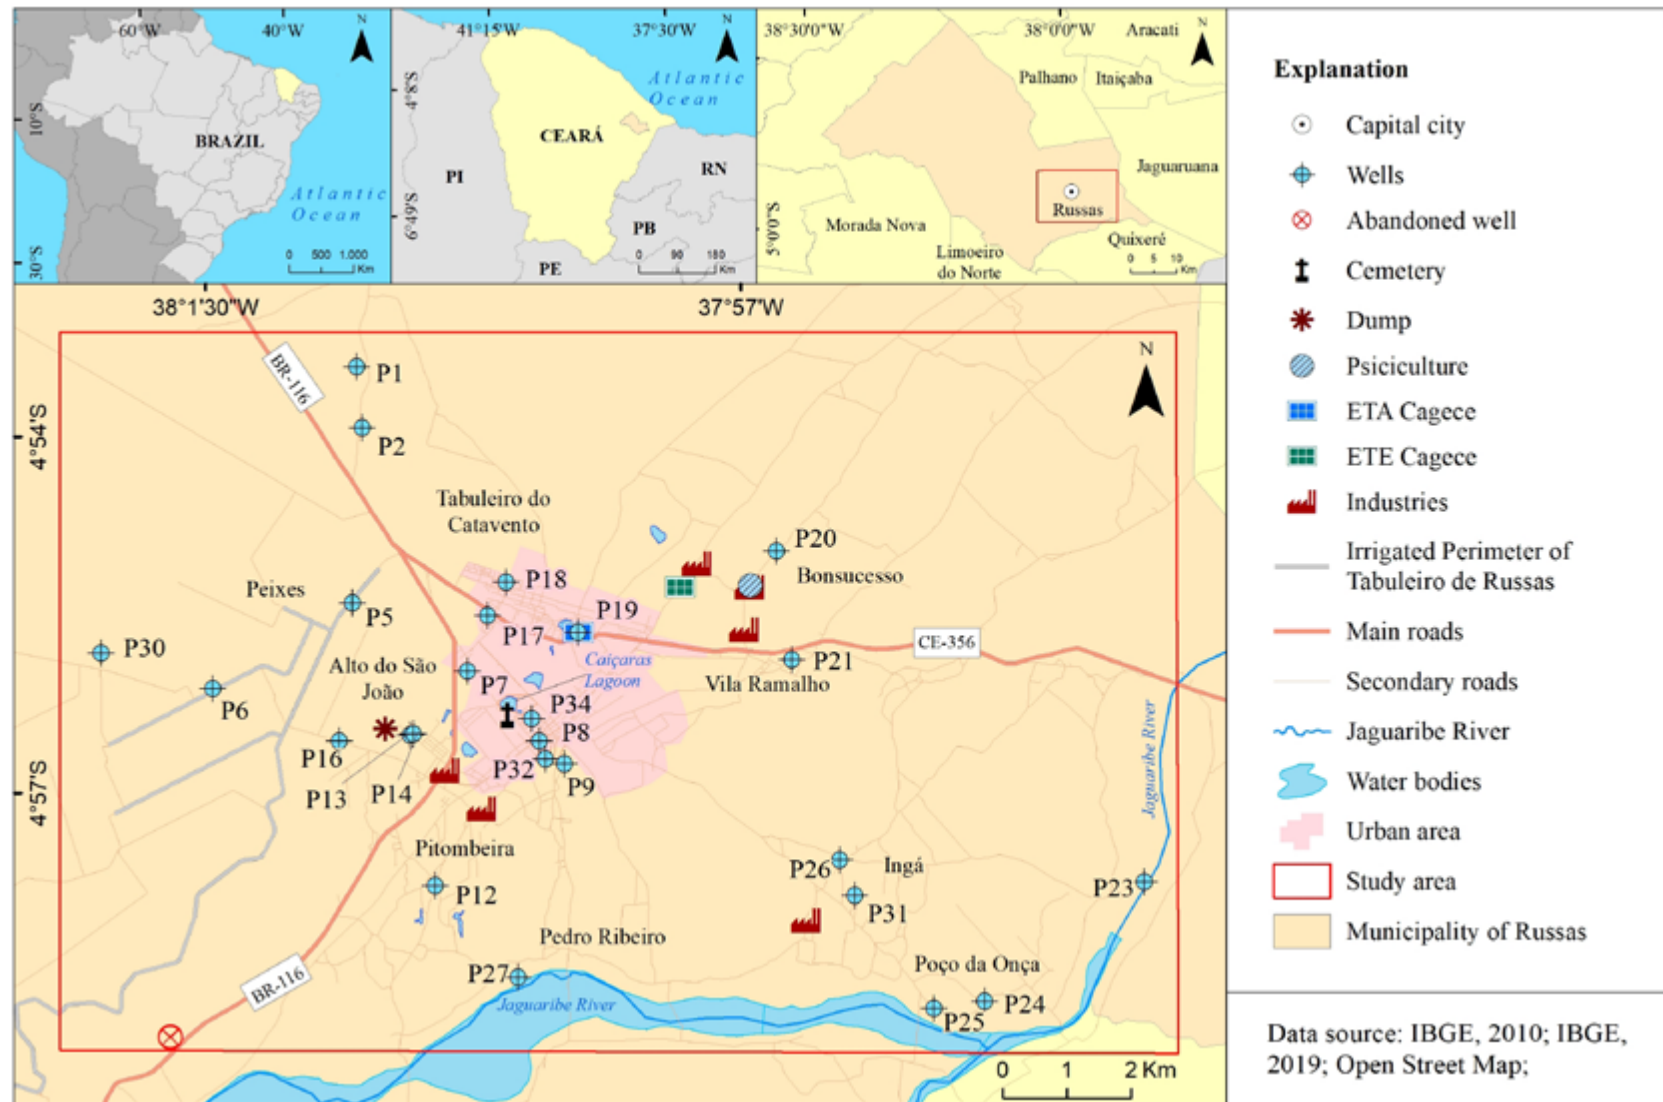 60°W
40°W
N
10°S
30°S
BRAZIL
Atlantic
Ocean
0 500 1.000
Km
41°15'W
37°30'W
N
4°8'S
6°49'S
Atlantic
Ocean
CEARÁ
PI
RN
PB
PE
0 90 180
Km
38°30'0"W
38°0'0"W
Aracati
N
Palhano
Itaiçaba
Jaguaruana
Russas
Morada Nova
Limoeiro
do Norte
Quixeré
5°0'0"S
0 5 10
Km
38°1'30"W
37°57'W
4°54'S
4°57'S
N
BR-116
P1
P2
Tabuleiro do
Catavento
P20
Bonsucesso
Peixes
P18
P5
P19
P17
P30
CE-356
Caiçaras
Lagoon
P21
Alto do São
João
P7
Vila Ramalho
P6
P34
P8
P16
P32
P9
P13
P14
Jaguaribe River
Pitombeira
P26
Ingá
P23
P12
P31
Pedro Ribeiro
P27
Poço da Onça
BR-116
Jaguaribe River
P24
P25
0 1 2 Km
Explanation
Capital city
Wells
Abandoned well
Cemetery
Dump
Psiciculture
ETA Cagece
ETE Cagece
Industries
Irrigated Perimeter of
Tabuleiro de Russas
Main roads
Secondary roads
Jaguaribe River
Water bodies
Urban area
Study area
Municipality of Russas
Data source: IBGE, 2010; IBGE,
2019; Open Street Map;